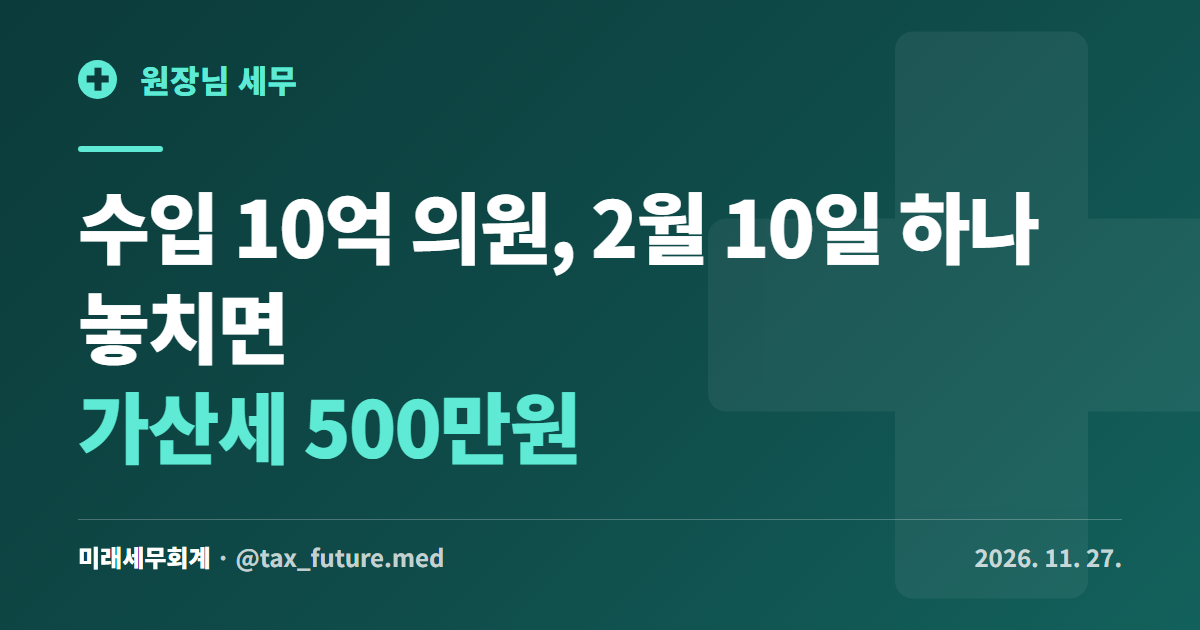 원장님 세무
수입 10억 의원, 2월 10일 하나
놓치면
가산세 500만원
미래세무회계 · @tax_future.med
2026. 11. 27.